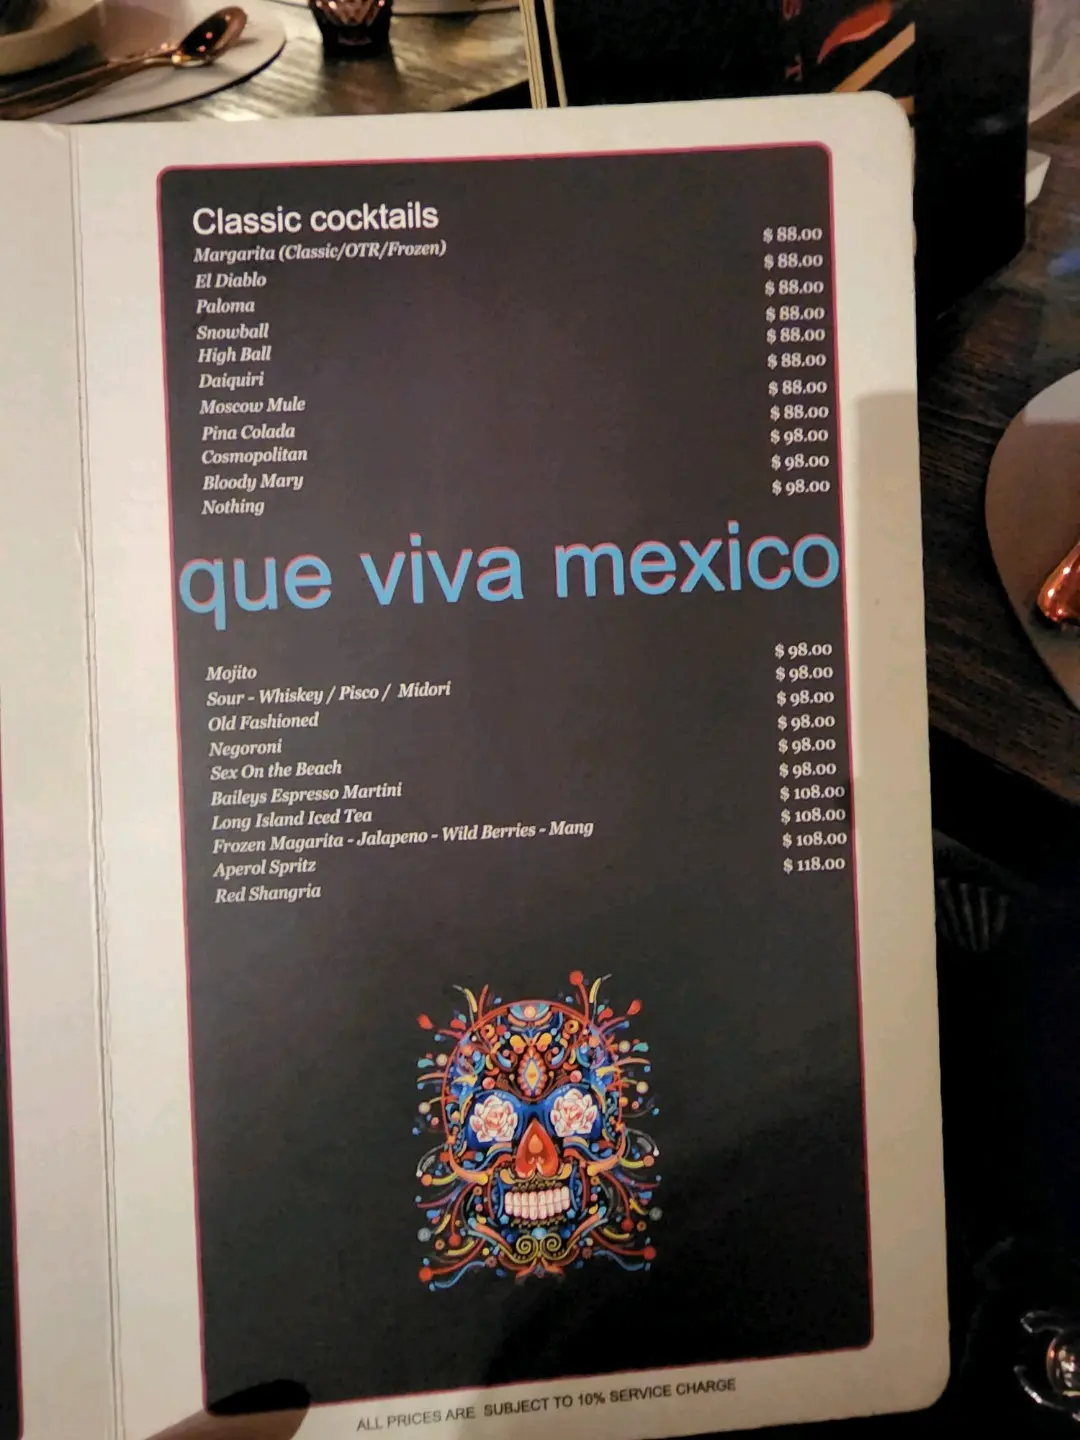 Classic cocktails
Margarita (Classic/OTR/Frozen) $ 88.00
El Diablo $ 88.00
Paloma $ 88.00
Snowball $ 88.00
High Ball $ 88.00
Daiquiri $ 88.00
Moscow Mule $ 88.00
Pina Colada $ 88.00
Cosmopolitan $ 98.00
Bloody Mary $ 98.00
Nothing $ 98.00
que viva mexico
Mojito $ 98.00
Sour - Whiskey / Pisco / Midori $ 98.00
Old Fashioned $ 98.00
Negoroni $ 98.00
Sex On the Beach $ 98.00
Baileys Espresso Martini $ 98.00
Long Island Iced Tea $ 108.00
Frozen Magarita - Jalapeno - Wild Berries - Mang $ 108.00
Aperol Spritz $ 108.00
Red Shangria $ 118.00
ALL PRICES ARE SUBJECT TO 10% SERVICE CHARGE